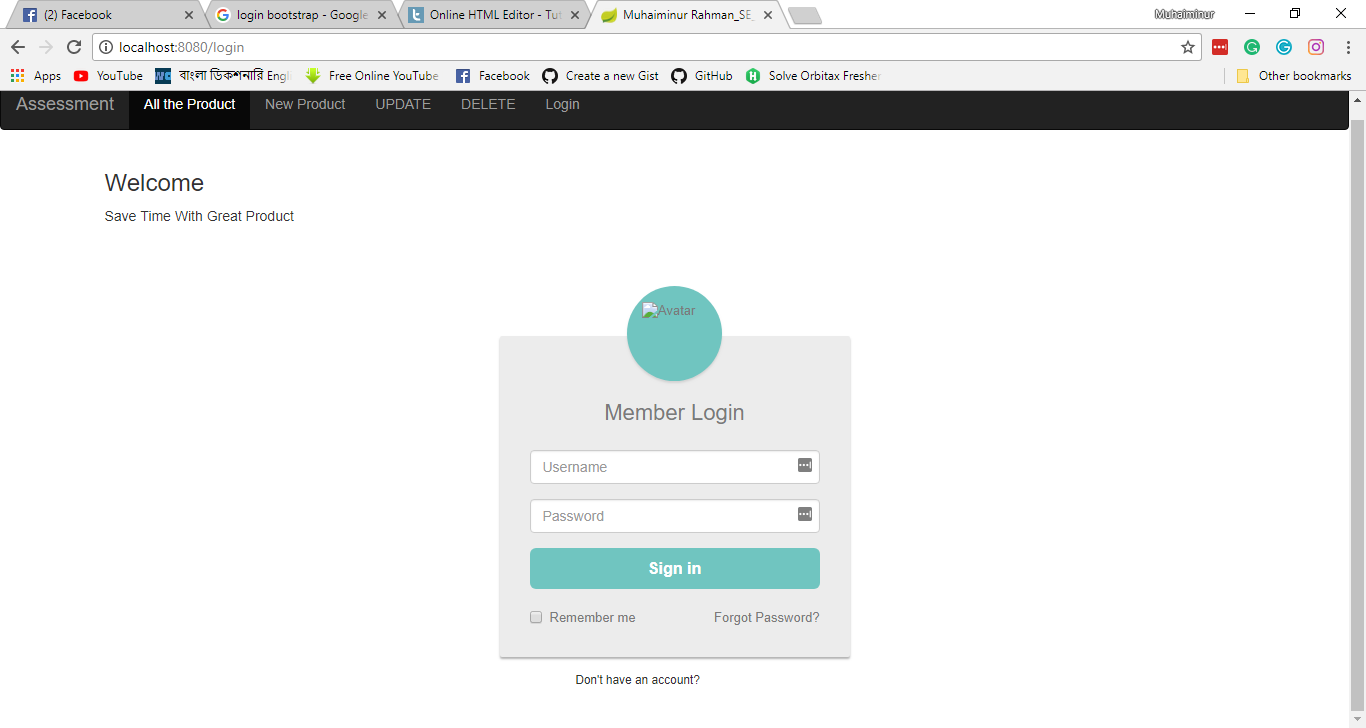 (2) Facebook
login bootstrap - Google
Online HTML Editor - Tut
Muhaiminur Rahman_SE_
Muhaiminur
localhost:8080/login
Apps
YouTube
বাংলা ডিকশনারি Engli
Free Online YouTube
Facebook
Create a new Gist
GitHub
Solve Orbitax Fresher
Other bookmarks
Assessment
All the Product
New Product
UPDATE
DELETE
Login
Welcome
Save Time With Great Product
Avatar
Member Login
Username
Password
Sign in
Remember me
Forgot Password?
Don't have an account?